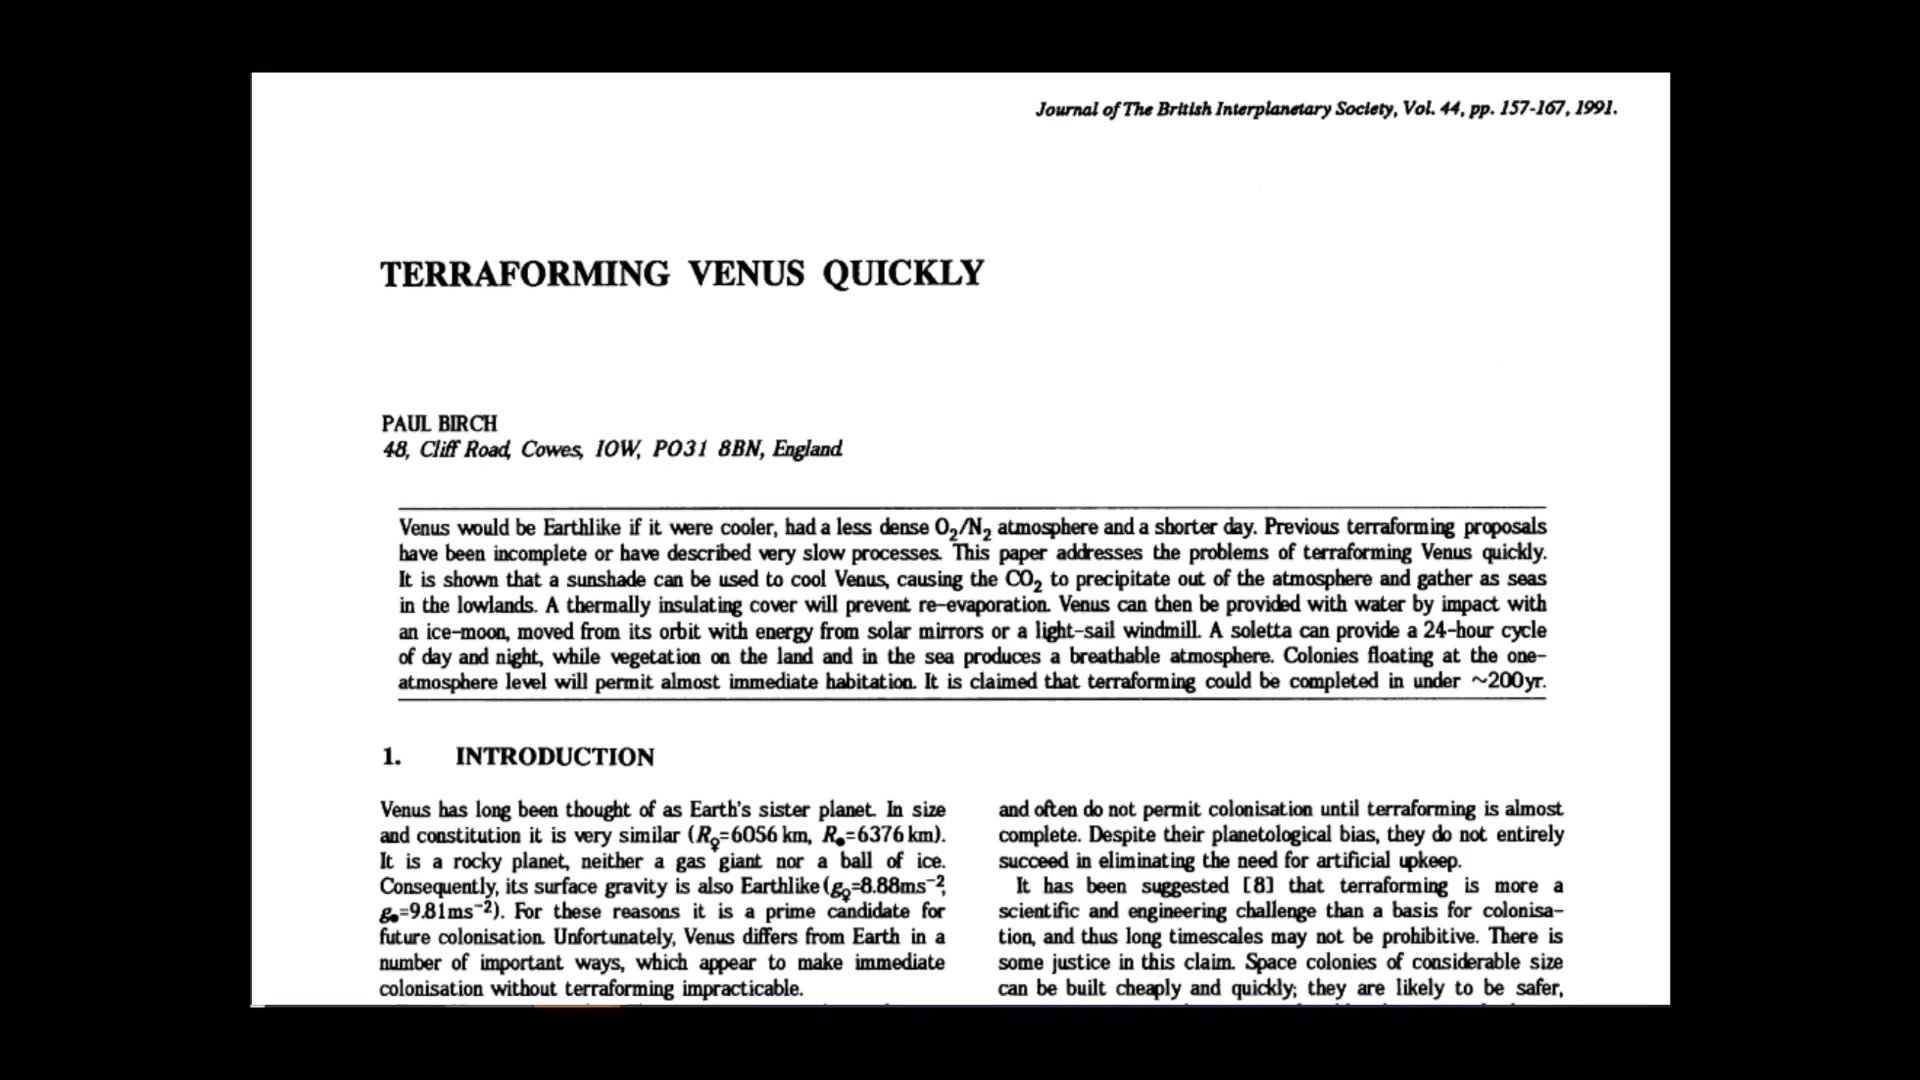 Journal of The British Interplanetary Society, Vol. 44, pp. 157-167, 1991.
TERRAFORMING VENUS QUICKLY
PAUL BIRCH
48, Cliff Road, Cowes, IOW, PO31 8BN, England
Venus would be Earthlike if it were cooler, had a less dense O₂/N₂ atmosphere and a shorter day. Previous terraforming proposals
have been incomplete or have described very slow processes. This paper addresses the problems of terraforming Venus quickly.
It is shown that a sunshade can be used to cool Venus, causing the CO₂ to precipitate out of the atmosphere and gather as seas
in the lowlands. A thermally insulating cover will prevent re-evaporation. Venus can then be provided with water by impact with
an ice-moon, moved from its orbit with energy from solar mirrors or a light-sail windmill. A soletta can provide a 24-hour cycle
of day and night, while vegetation on the land and in the sea produces a breathable atmosphere. Colonies floating at the one-
atmosphere level will permit almost immediate habitation. It is claimed that terraforming could be completed in under ~200yr.
1. INTRODUCTION
Venus has long been thought of as Earth's sister planet. In size
and constitution it is very similar (R♀=6056 km, R●=6376 km).
It is a rocky planet, neither a gas giant nor a ball of ice.
Consequently, its surface gravity is also Earthlike (g♀=8.88ms⁻²,
g●=9.81ms⁻²). For these reasons it is a prime candidate for
future colonisation. Unfortunately, Venus differs from Earth in a
number of important ways, which appear to make immediate
colonisation without terraforming impracticable.
and often do not permit colonisation until terraforming is almost
complete. Despite their planetological bias, they do not entirely
succeed in eliminating the need for artificial upkeep.
It has been suggested [8] that terraforming is more a
scientific and engineering challenge than a basis for colonisa-
tion, and thus long timescales may not be prohibitive. There is
some justice in this claim. Space colonies of considerable size
can be built cheaply and quickly; they are likely to be safer,